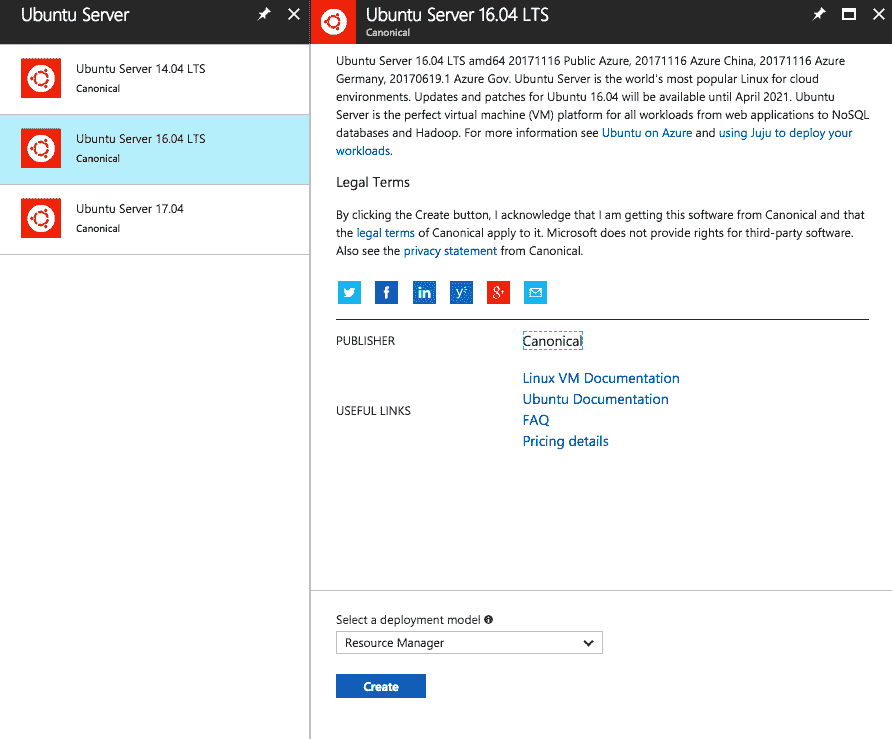 Ubuntu Server
Ubuntu Server 14.04 LTS
Canonical
Ubuntu Server 16.04 LTS
Canonical
Ubuntu Server 17.04
Canonical
Ubuntu Server 16.04 LTS
Canonical
Ubuntu Server 16.04 LTS amd64 20171116 Public Azure, 20171116 Azure China, 20171116 Azure
Germany, 20170619.1 Azure Gov. Ubuntu Server is the world's most popular Linux for cloud
environments. Updates and patches for Ubuntu 16.04 will be available until April 2021. Ubuntu
Server is the perfect virtual machine (VM) platform for all workloads from web applications to NoSQL
databases and Hadoop. For more information see Ubuntu on Azure and using Juju to deploy your
workloads.
Legal Terms
By clicking the Create button, I acknowledge that I am getting this software from Canonical and that
the legal terms of Canonical apply to it. Microsoft does not provide rights for third-party software.
Also see the privacy statement from Canonical.
f in y 8+
PUBLISHER Canonical
Linux VM Documentation
Ubuntu Documentation
USEFUL LINKS
FAQ
Pricing details
Select a deployment model
Resource Manager
Create